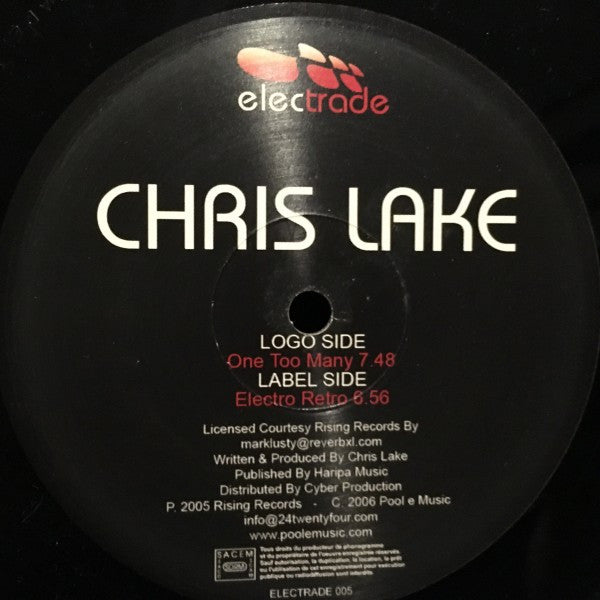 electrade
CHRIS LAKE
LOGO SIDE
One Too Many 7.48
LABEL SIDE
Electro Retro 6.56
Licensed Courtesy Rising Records By
marklusty@reverbxl.com
Written & Produced By Chris Lake
Published By Haripa Music
Distributed By Cyber Production
P. 2005 Rising Records - C. 2006 Pool e Music
info@24twentyfour.com
www.poolemusic.com
SACEM
SDRM
Tous droits du producteur de phonogramme
et du propriétaire de l'oeuvre enregistrée réservés.
Sauf autorisation, la duplication, la location, le prêt
ou l'utilisation de cet enregistrement pour exécution
publique ou radiodiffusion sont interdits.
ELECTRADE 005